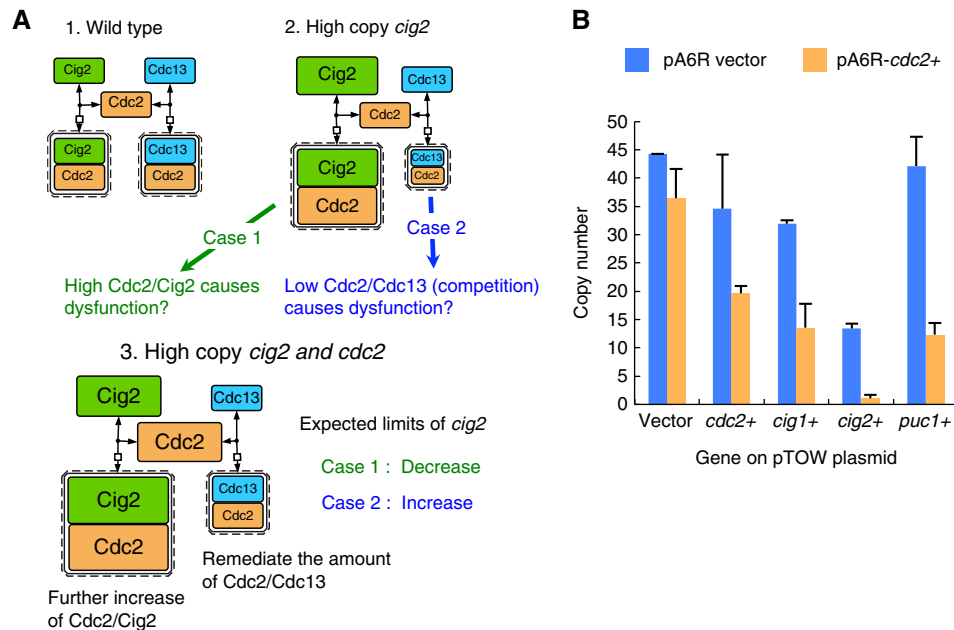 A
1. Wild type
Cig2
Cdc13
Cdc2
Cig2
Cdc2
Cdc13
Cdc2
2. High copy cig2
Cig2
Cdc13
Cdc2
Cig2
Cdc2
Cdc13
Cdc2
Case 1
Case 2
High Cdc2/Cig2 causes
dysfunction?
Low Cdc2/Cdc13 (competition)
causes dysfunction?
3. High copy cig2 and cdc2
Cig2
Cdc13
Cdc2
Cig2
Cdc2
Cdc13
Cdc2
Further increase
of Cdc2/Cig2
Remediate the amount
of Cdc2/Cdc13
Expected limits of cig2
Case 1 : Decrease
Case 2 : Increase
B
pA6R vector
pA6R-cdc2+
Copy number
50
45
40
35
30
25
20
15
10
5
0
Vector cdc2+ cig1+ cig2+ puc1+
Gene on pTOW plasmid